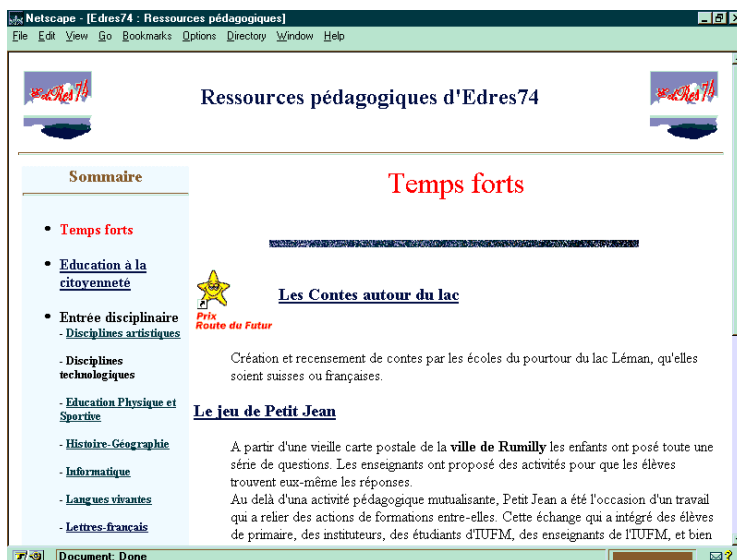 Netscape - [Edres74 : Ressources pédagogiques]
File Edit View Go Bookmarks Options Directory Window Help
edRes74
Ressources pédagogiques d'Edres74
edRes74
Sommaire
Temps forts
Education à la
citoyenneté
Entrée disciplinaire
- Disciplines artistiques
- Disciplines
technologiques
- Education Physique et
Sportive
- Histoire-Géographie
- Informatique
- Langues vivantes
- Lettres-français
Temps forts
Prix
Route du Futur
Les Contes autour du lac
Création et recensement de contes par les écoles du pourtour du lac Léman, qu'elles
soient suisses ou françaises.
Le jeu de Petit Jean
A partir d'une vieille carte postale de la ville de Rumilly les enfants ont posé toute une
série de questions. Les enseignants ont proposé des activités pour que les élèves
trouvent eux-même les réponses.
Au delà d'una activité pédagogique mutualisante, Petit Jean a été l'occasion d'un travail
qui a relier des actions de formations entre-elles. Cette échange qui a intégré des élèves
de primaire, des instituteurs, des étudiants d'IUFM, des enseignants de l'IUFM, et bien
Document: Done